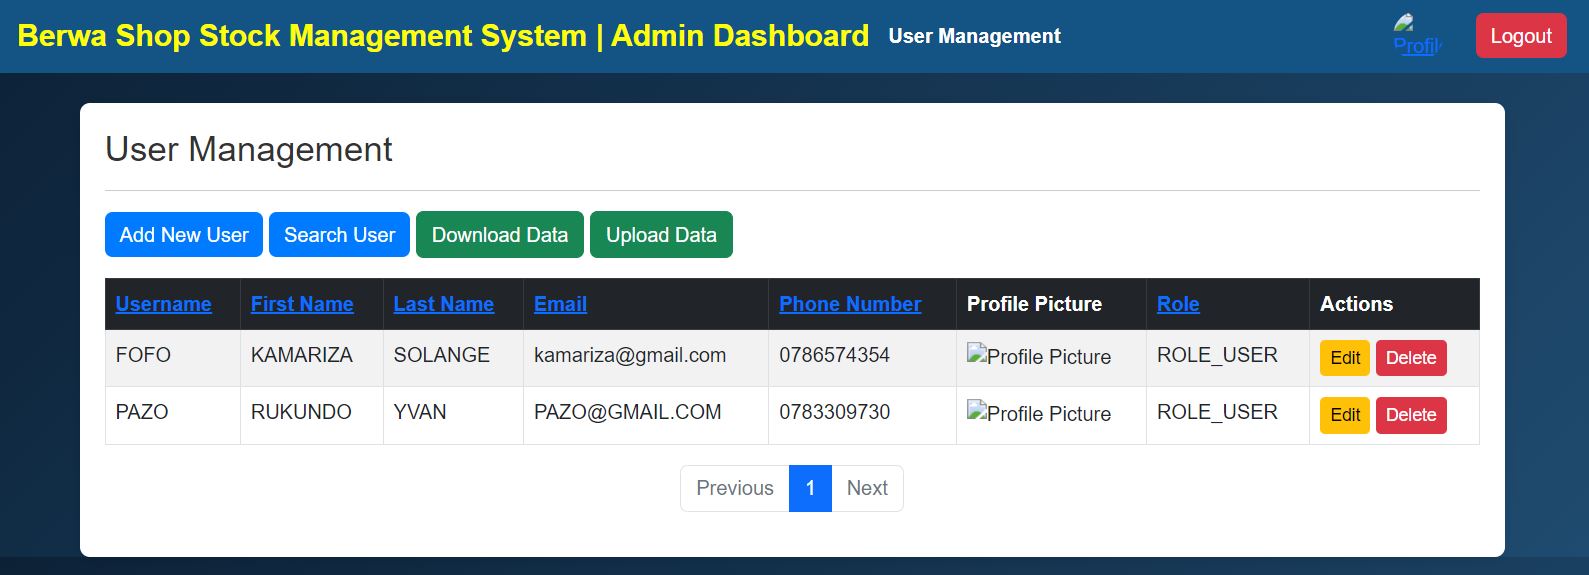 Berwa Shop Stock Management System | Admin Dashboard User Management Profil Logout
User Management
Add New User Search User Download Data Upload Data
Username First Name Last Name Email Phone Number Profile Picture Role Actions
FOFO KAMARIZA SOLANGE kamariza@gmail.com 0786574354 Profile Picture ROLE_USER Edit Delete
PAZO RUKUNDO YVAN PAZO@GMAIL.COM 0783309730 Profile Picture ROLE_USER Edit Delete
Previous 1 Next